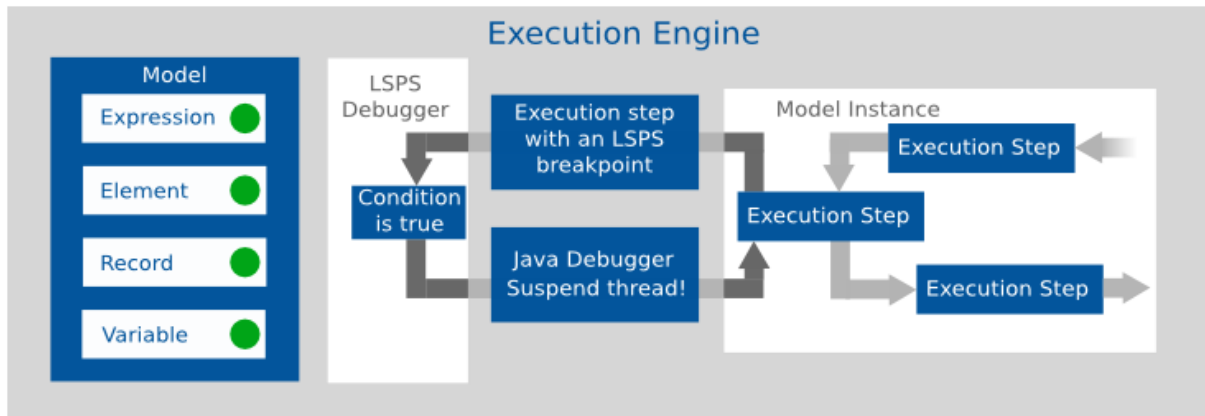 Execution Engine
Model
Expression
Element
Record
Variable
LSPS
Debugger
Condition
is true
Execution step
with an LSPS
breakpoint
Java Debugger
Suspend thread!
Model Instance
Execution Step
Execution Step
Execution Step